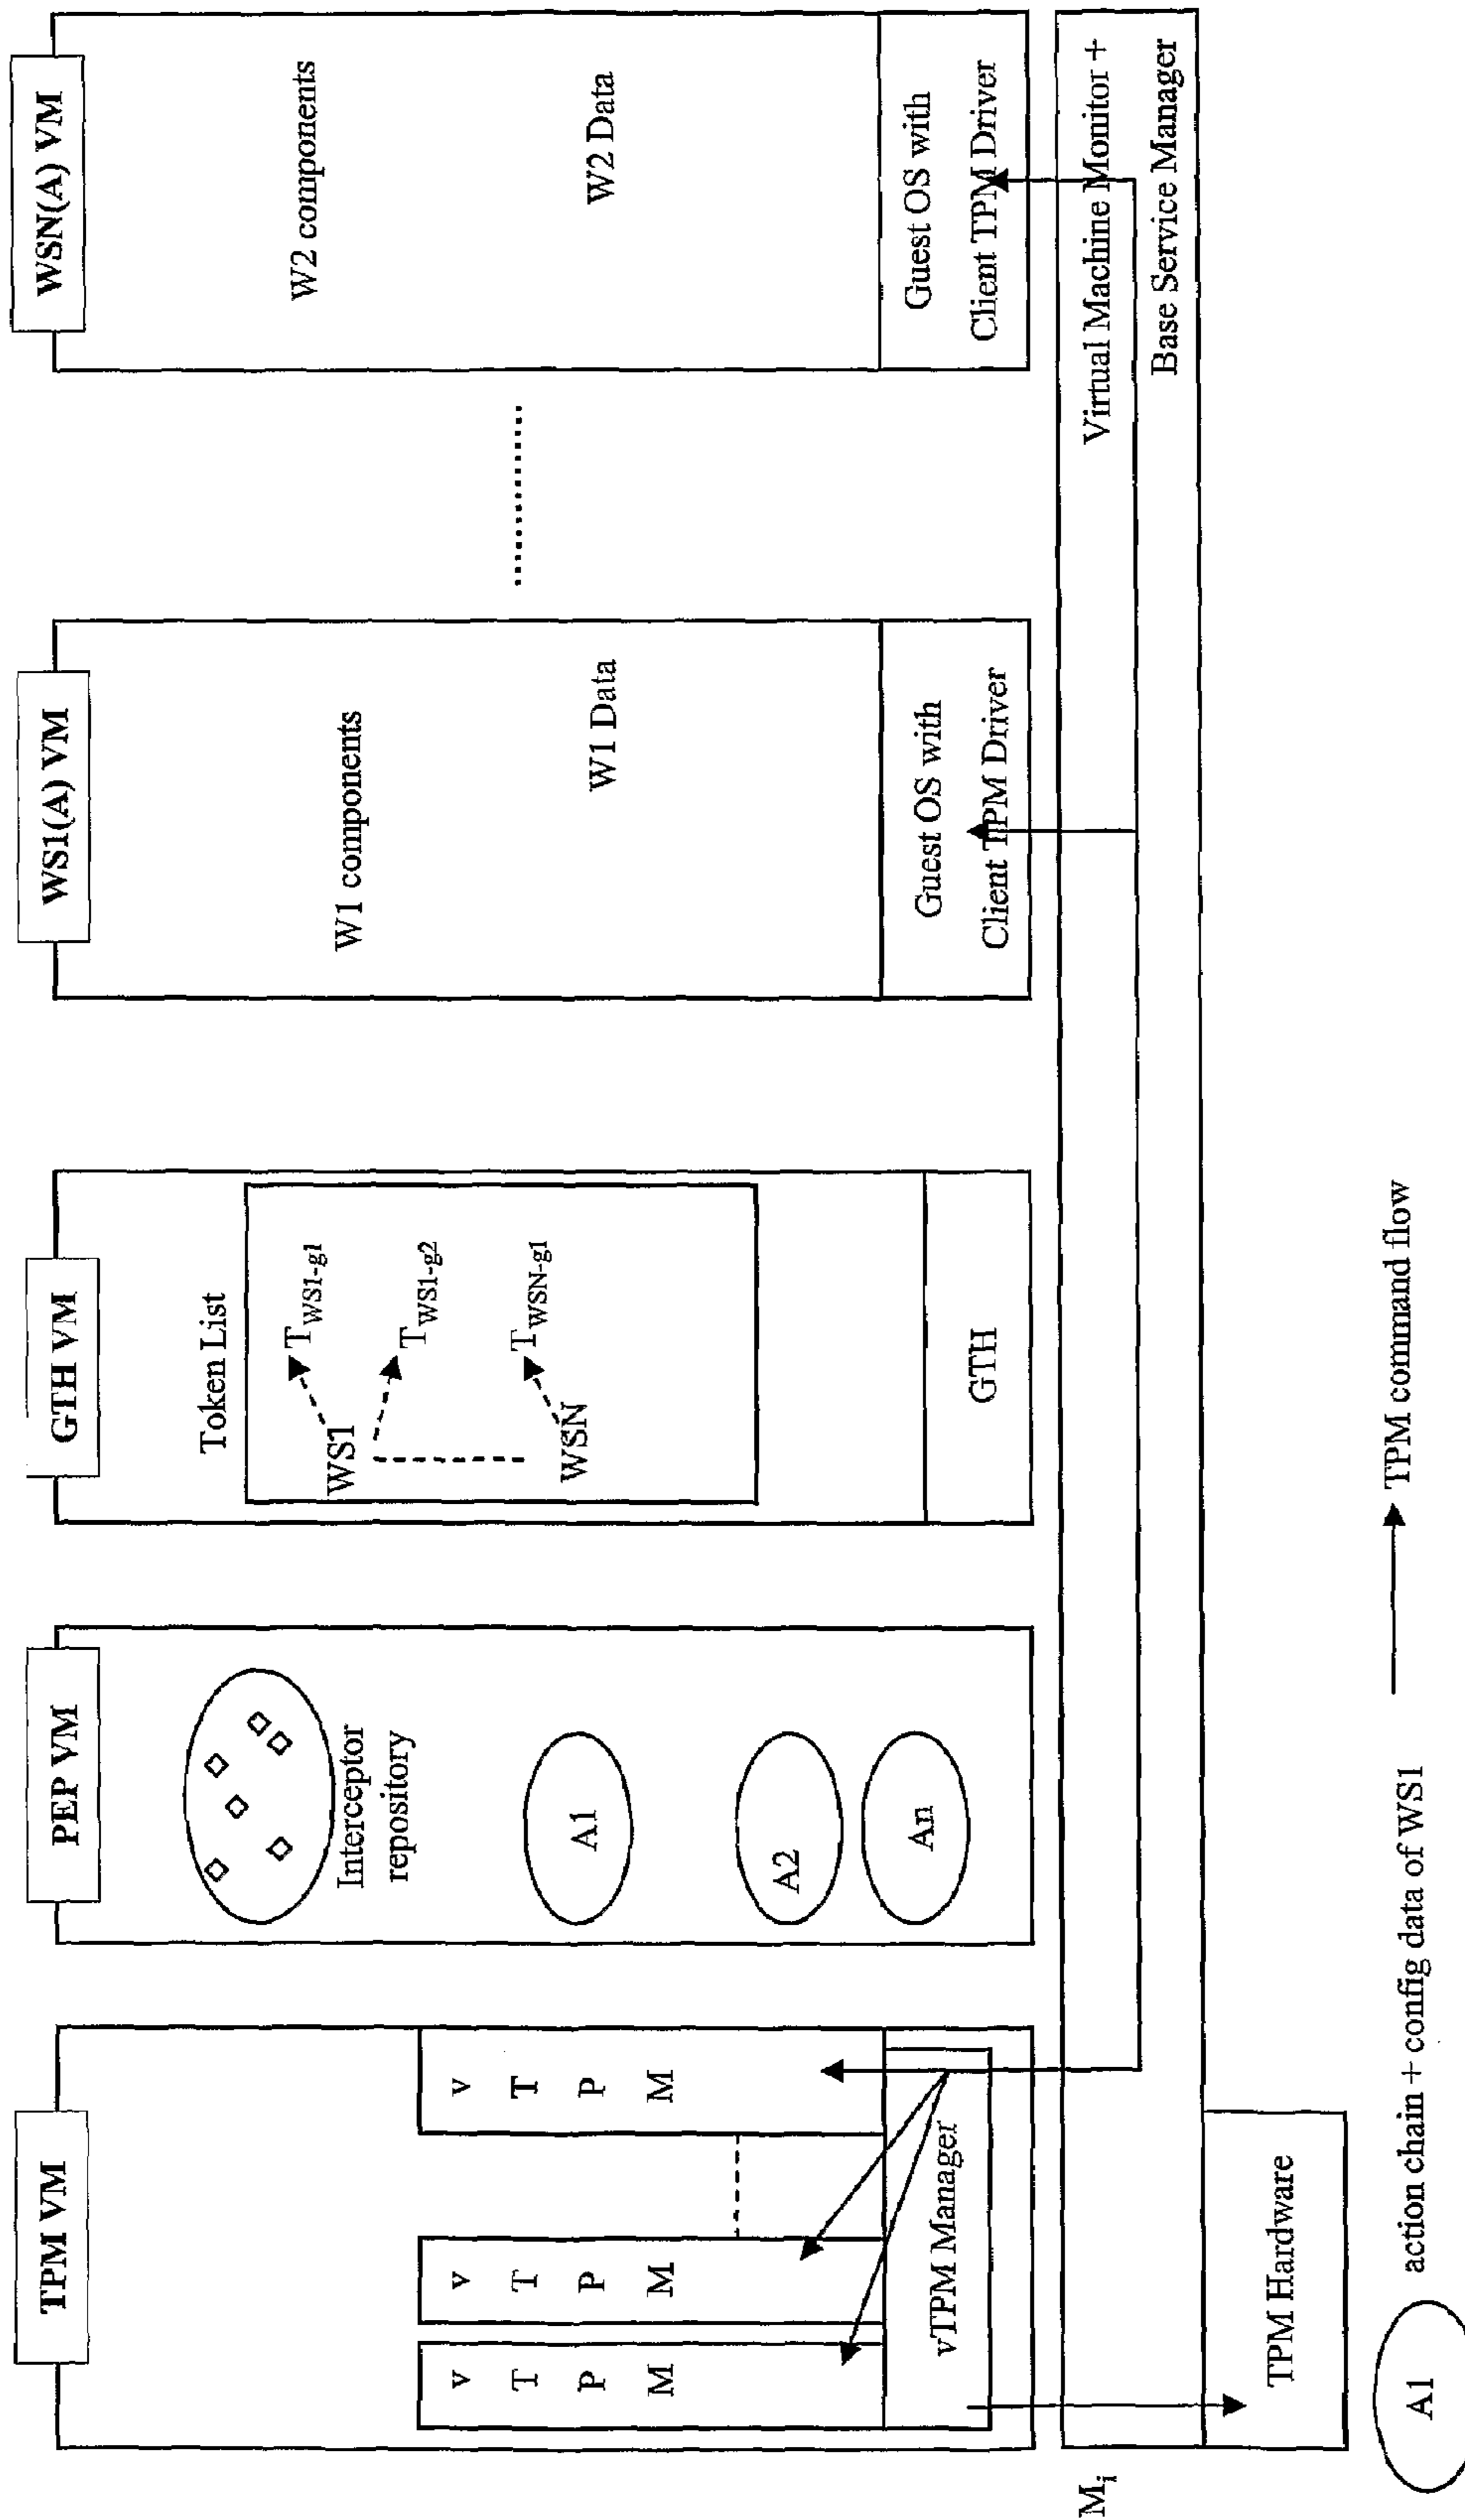 TPM VM
v
T
P
M
v
T
P
M
v
T
P
M
vTPM Manager
PEP VM
Interceptor
repository
A1
A2
An
GTH VM
Token List
WS1
WSN
TWS1-g1
TWS1-g2
TWSN-g1
GTH
WS1(A) VM
W1 components
W1 Data
Guest OS with
Client TPM Driver
WSN(A) VM
W2 components
W2 Data
Guest OS with
Client TPM Driver
Virtual Machine Monitor +
Base Service Manager
Mi
TPM Hardware
A1
action chain + config data of WS1
TPM command flow